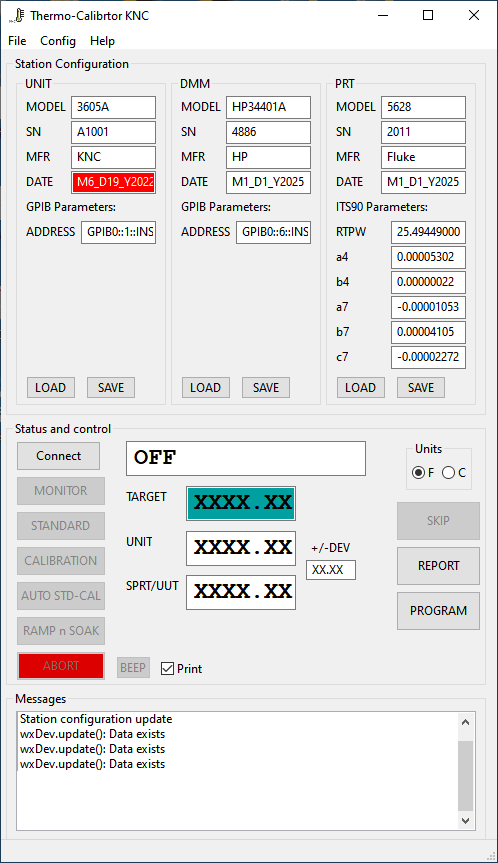 Thermo-Calibrtor KNC
File Config Help
Station Configuration
UNIT
MODEL 3605A
SN A1001
MFR KNC
DATE M6_D19_Y2022
GPIB Parameters:
ADDRESS GPIB0::1::INS
LOAD SAVE
DMM
MODEL HP34401A
SN 4886
MFR HP
DATE M1_D1_Y2025
GPIB Parameters:
ADDRESS GPIB0::6::INS
LOAD SAVE
PRT
MODEL 5628
SN 2011
MFR Fluke
DATE M1_D1_Y2025
ITS90 Parameters:
RTPW 25.49449000
a4 0.00005302
b4 0.00000022
a7 -0.00001053
b7 0.00004105
c7 -0.00002272
LOAD SAVE
Status and control
Connect
MONITOR
STANDARD
CALIBRATION
AUTO STD-CAL
RAMP n SOAK
ABORT
OFF
TARGET XXXX.XX
UNIT XXXX.XX
SPRT/UUT XXXX.XX
+/-DEV
XX.XX
BEEP Print
Units
F C
SKIP
REPORT
PROGRAM
Messages
Station configuration update
wxDev.update(): Data exists
wxDev.update(): Data exists
wxDev.update(): Data exists